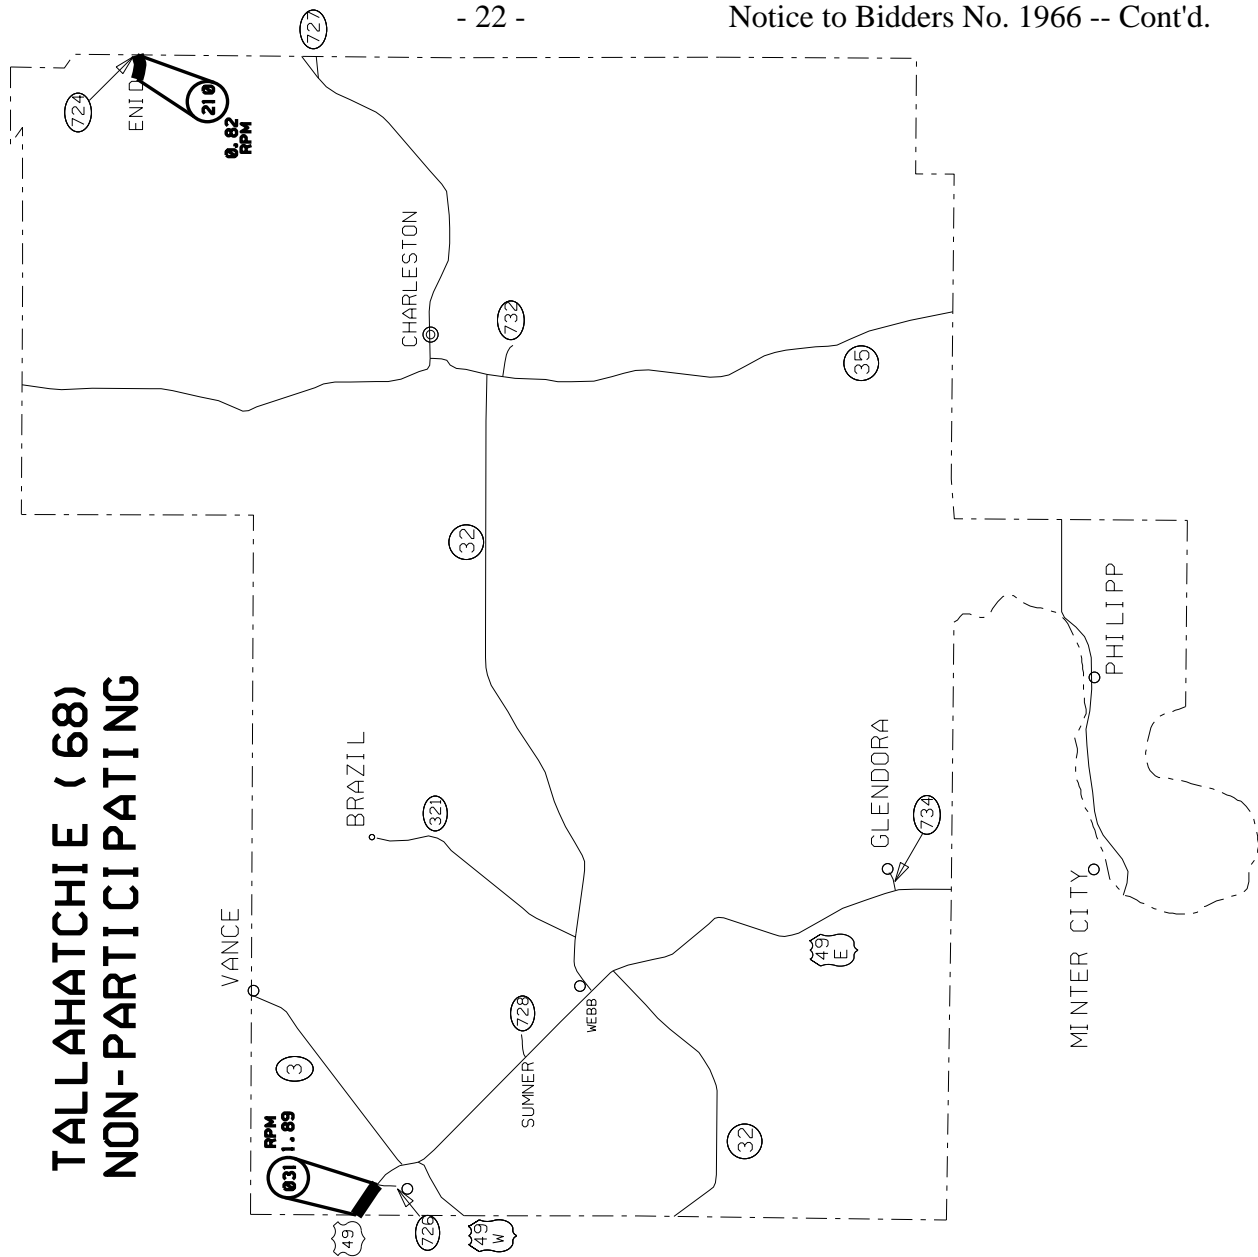 - 22 -
Notice to Bidders No. 1966 -- Cont'd.
TALLAHATCHIE (68)
NON-PARTICIPATING
724
ENID
210
0.82
RPM
727
CHARLESTON
732
35
32
VANCE
BRAZIL
321
3
RPM
1.89
031
49
726
49
W
SUMNER
728
WEBB
32
49
E
GLENDORA
734
PHILIPP
MINTER CITY